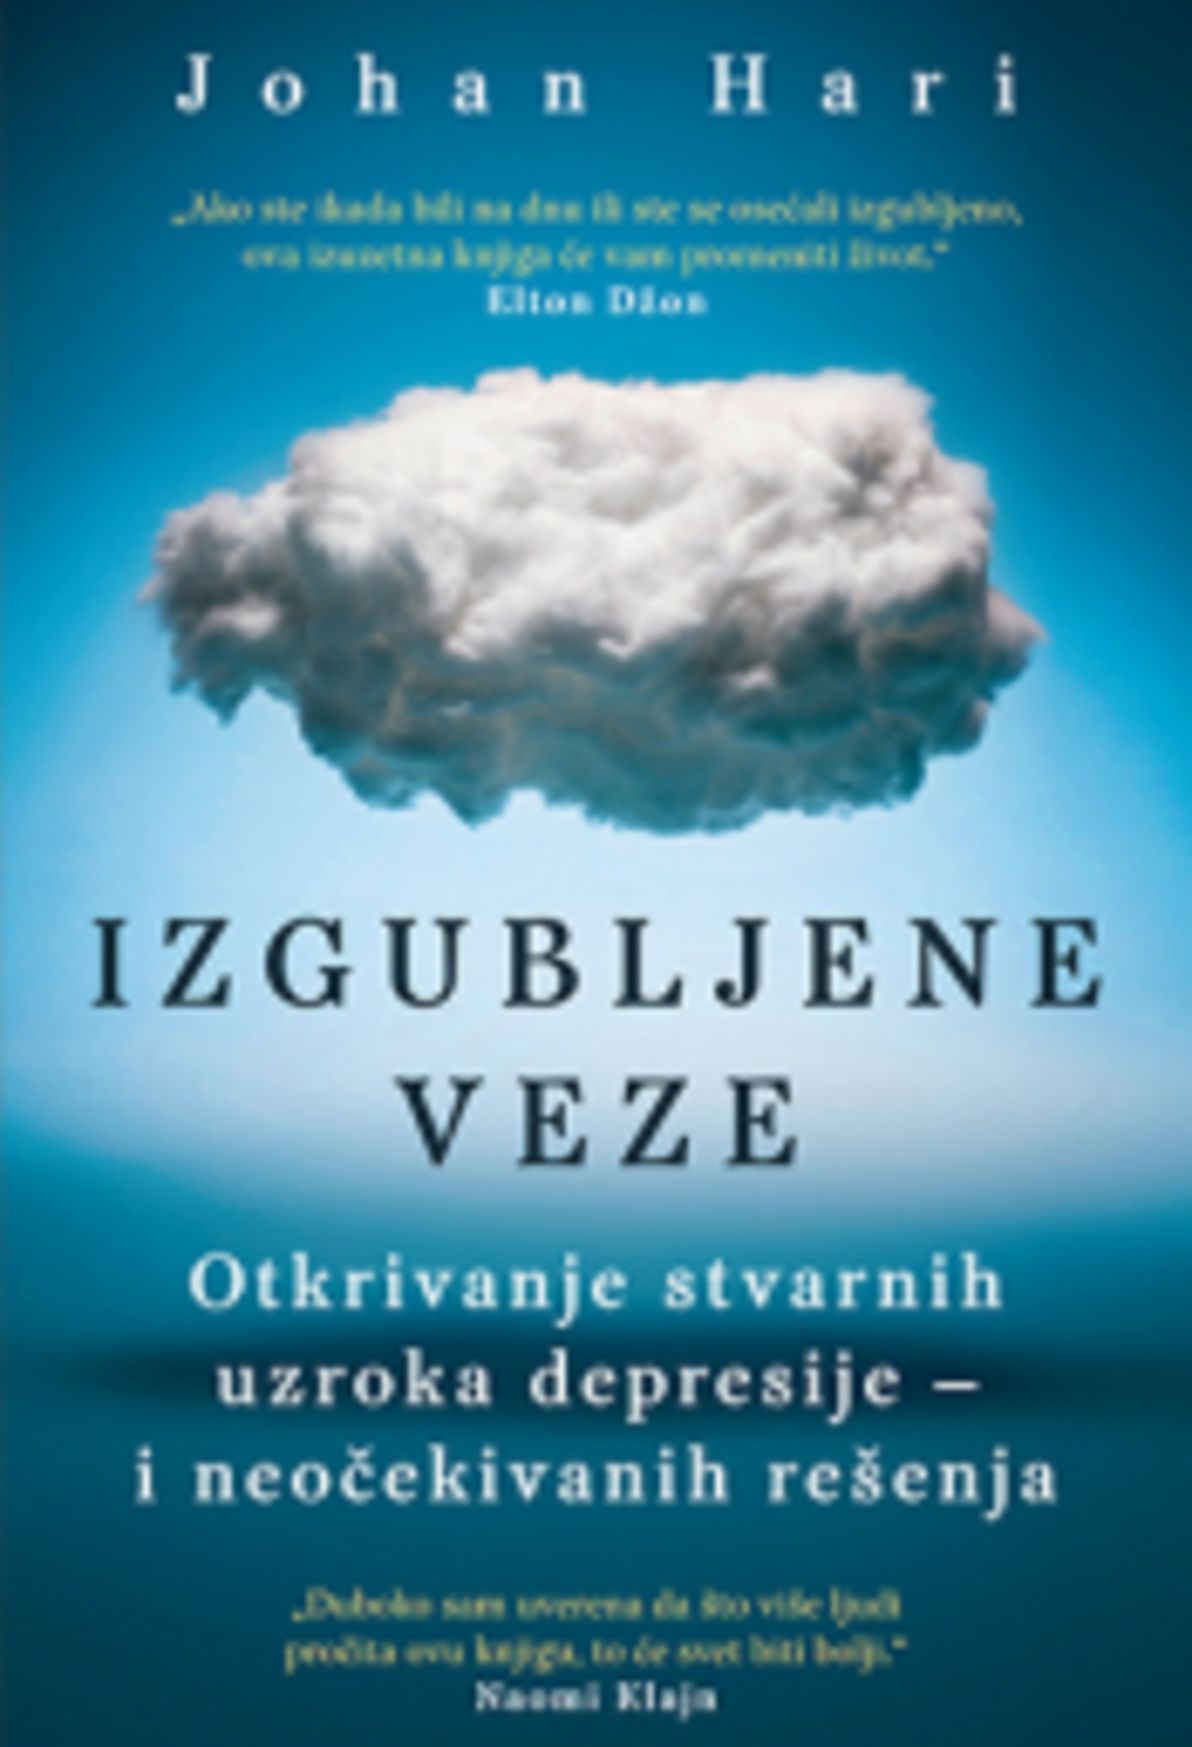 Johan Hari
„Ako ste ikada bili na dnu ili ste se osećali izgubljeno,
ova izuzetna knjiga će vam promeniti život.“
Elton Džon
IZGUBLJENE
VEZE
Otkrivanje stvarnih
uzroka depresije –
i neočekivanih rešenja
„Duboko sam uverena da što više ljudi
pročita ovu knjigu, to će svet biti bolji.“
Naomi Klajn